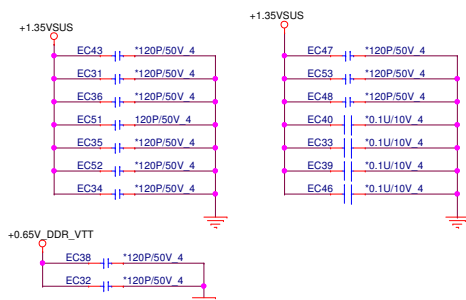 +1.35VSUS
EC43 *120P/50V_4
EC31 *120P/50V_4
EC36 *120P/50V_4
EC51 120P/50V_4
EC35 *120P/50V_4
EC52 *120P/50V_4
EC34 *120P/50V_4
+1.35VSUS
EC47 *120P/50V_4
EC53 *120P/50V_4
EC48 *120P/50V_4
EC40 *0.1U/10V_4
EC33 *0.1U/10V_4
EC39 *0.1U/10V_4
EC46 *0.1U/10V_4
+0.65V_DDR_VTT
EC38 *120P/50V_4
EC32 *120P/50V_4